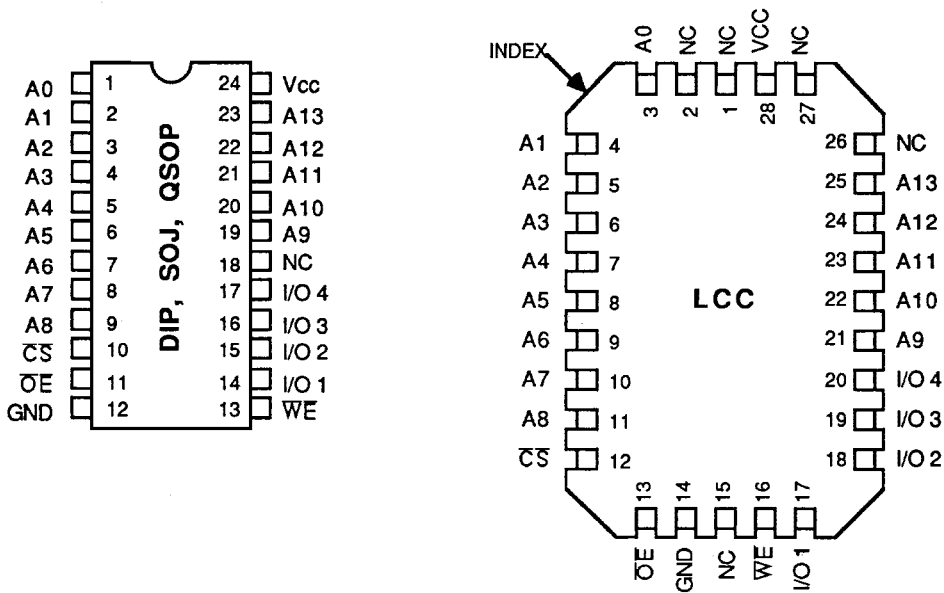 A0 1 24 Vcc
A1 2 23 A13
A2 3 22 A12
A3 4 21 A11
A4 5 20 A10
A5 6 19 A9
A6 7 18 NC
A7 8 17 I/O 4
A8 9 16 I/O 3
CS 10 15 I/O 2
OE 11 14 I/O 1
GND 12 13 WE
DIP, SOJ, QSOP
INDEX
A0 NC NC VCC NC
3 2 1 28 27
A1 4 26 NC
A2 5 25 A13
A3 6 24 A12
A4 7 23 A11
A5 8 22 A10
A6 9 21 A9
A7 10 20 I/O 4
A8 11 19 I/O 3
CS 12 18 I/O 2
LCC
13 14 15 16 17
OE GND NC WE I/O 1